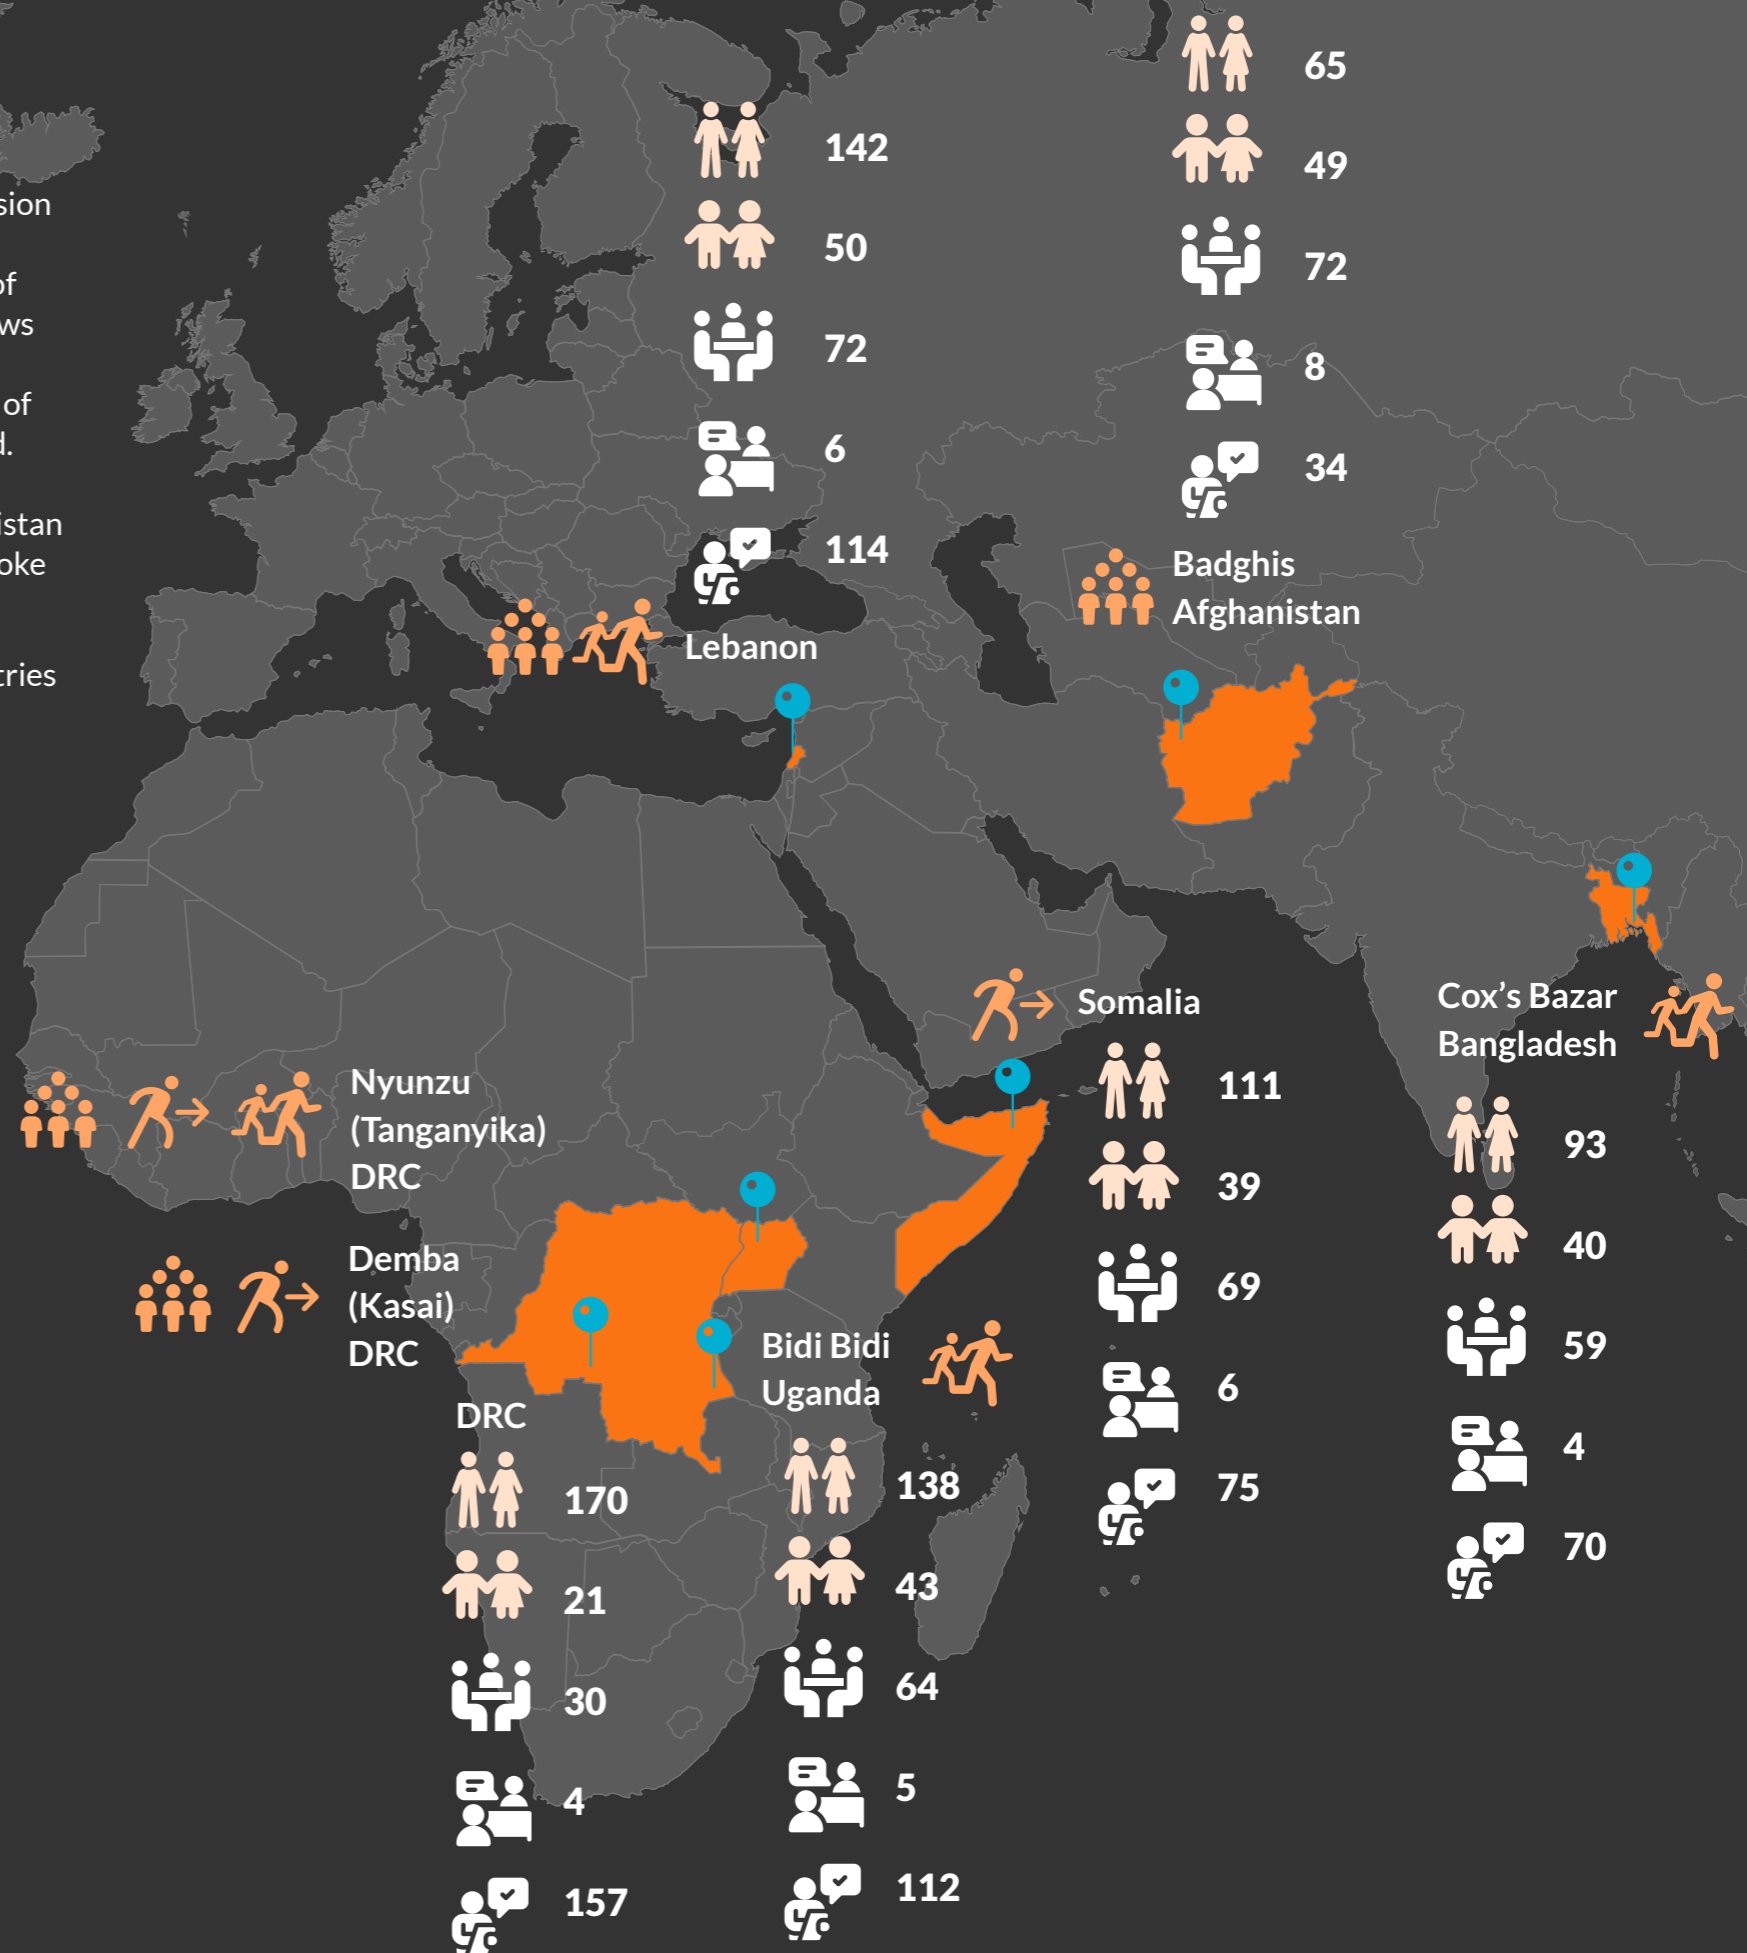 sion
of
ws
of
d.
istan
oke
tries
142
50
72
6
114
Lebanon
65
49
72
8
34
Badghis
Afghanistan
Nyunzu
(Tanganyika)
DRC
Demba
(Kasai)
DRC
DRC
170
21
30
4
157
Bidi Bidi
Uganda
138
43
64
5
112
Somalia
111
39
69
6
75
Cox’s Bazar
Bangladesh
93
40
59
4
70